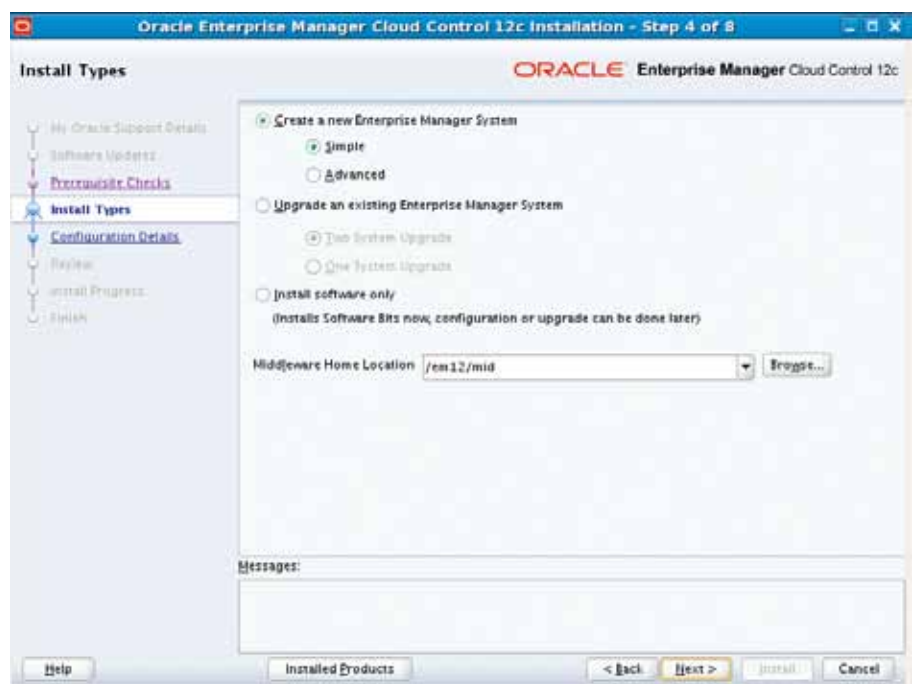 Oracle Enterprise Manager Cloud Control 12c Installation - Step 4 of 8
Install Types
ORACLE Enterprise Manager Cloud Control 12c
My Oracle Support Details
Software Updates
Prerequisite Checks
Install Types
Configuration Details
Review
Install Progress
Finish
Create a new Enterprise Manager System
Simple
Advanced
Upgrade an existing Enterprise Manager System
Two System Upgrade
One System Upgrade
Install software only
(Installs Software Bits now, configuration or upgrade can be done later)
Middleware Home Location /em12/mid Browse...
Messages:
Help Installed Products < Back Next > Install Cancel